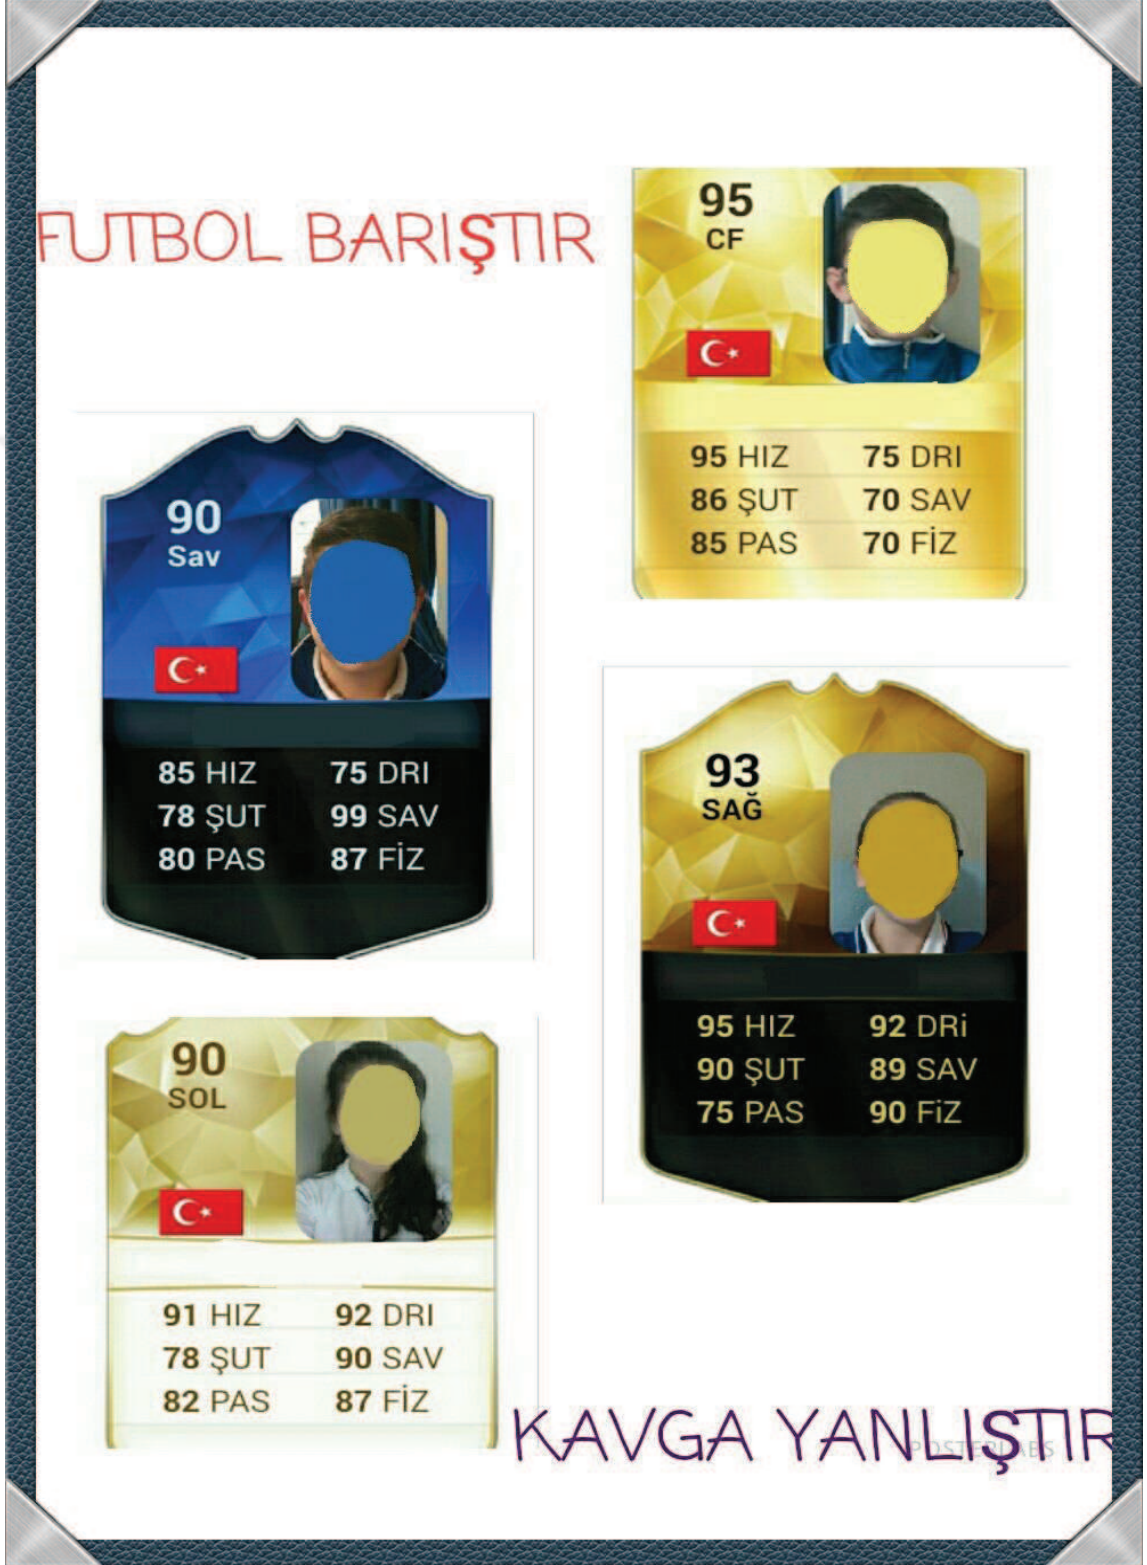 FUTBOL BARIŞTIR
95
CF
95 HIZ 75 DRI
86 ŞUT 70 SAV
85 PAS 70 FİZ
90
Sav
85 HIZ 75 DRI
78 ŞUT 99 SAV
80 PAS 87 FİZ
93
SAĞ
95 HIZ 92 DRi
90 ŞUT 89 SAV
75 PAS 90 FiZ
90
SOL
91 HIZ 92 DRI
78 ŞUT 90 SAV
82 PAS 87 FİZ
KAVGA YANLIŞTIR
POSTERLABS